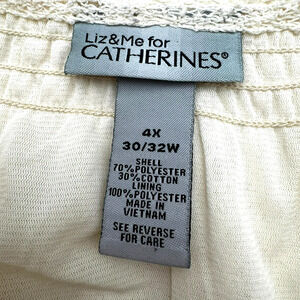 Liz&Me for
CATHERINES®
4X
30/32W
SHELL
70%POLYESTER
30%COTTON
LINING
100%POLYESTER
MADE IN
VIETNAM
SEE REVERSE
FOR CARE